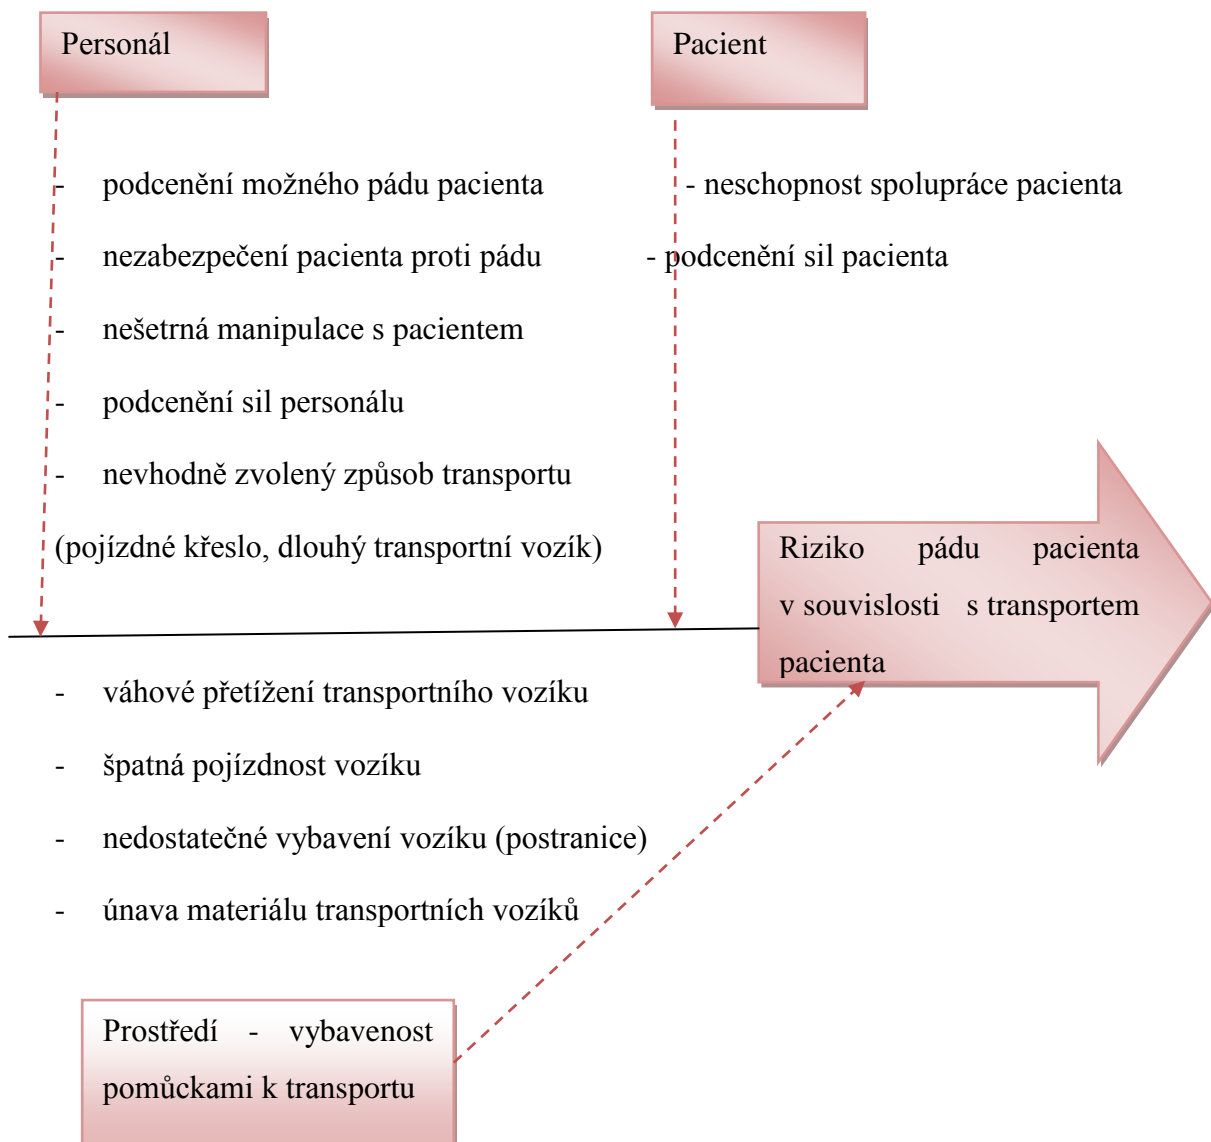 Personál
Pacient
- podcenění možného pádu pacienta
- neschopnost spolupráce pacienta
- nezabezpečení pacienta proti pádu
- podcenění sil pacienta
- nešetrná manipulace s pacientem
- podcenění sil personálu
- nevhodně zvolený způsob transportu
(pojízdné křeslo, dlouhý transportní vozík)
Riziko pádu pacienta
v souvislosti s transportem
pacienta
- váhové přetížení transportního vozíku
- špatná pojízdnost vozíku
- nedostatečné vybavení vozíku (postranice)
- únava materiálu transportních vozíků
Prostředí - vybavenost
pomůckami k transportu